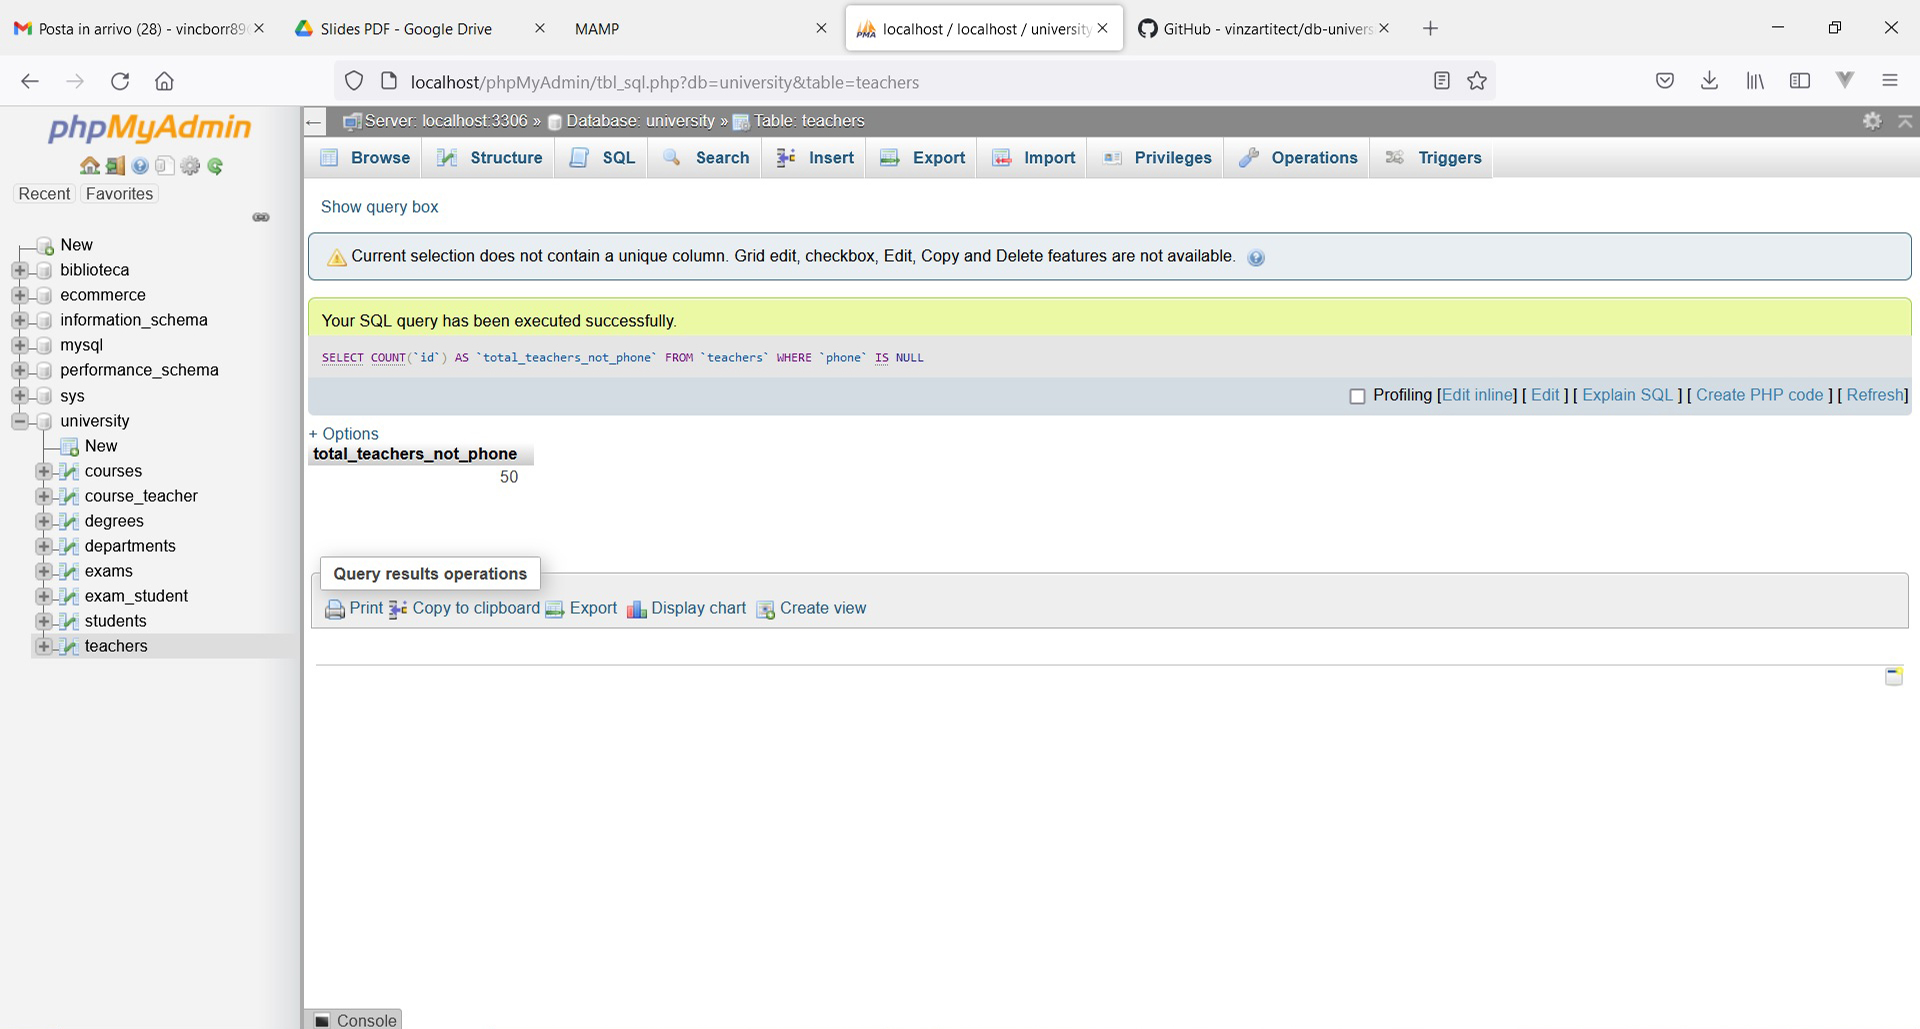 Posta in arrivo (28) - vincborr89
Slides PDF - Google Drive
MAMP
localhost / localhost / university
GitHub - vinzartitect/db-univers
localhost/phpMyAdmin/tbl_sql.php?db=university&table=teachers
phpMyAdmin
Recent
Favorites
New
biblioteca
ecommerce
information_schema
mysql
performance_schema
sys
university
New
courses
course_teacher
degrees
departments
exams
exam_student
students
teachers
Server: localhost:3306 » Database: university » Table: teachers
Browse
Structure
SQL
Search
Insert
Export
Import
Privileges
Operations
Triggers
Show query box
Current selection does not contain a unique column. Grid edit, checkbox, Edit, Copy and Delete features are not available.
Your SQL query has been executed successfully.
SELECT COUNT(`id`) AS `total_teachers_not_phone` FROM `teachers` WHERE `phone` IS NULL
Profiling [Edit inline] [ Edit ] [ Explain SQL ] [ Create PHP code ] [ Refresh]
+ Options
total_teachers_not_phone
50
Query results operations
Print
Copy to clipboard
Export
Display chart
Create view
Console